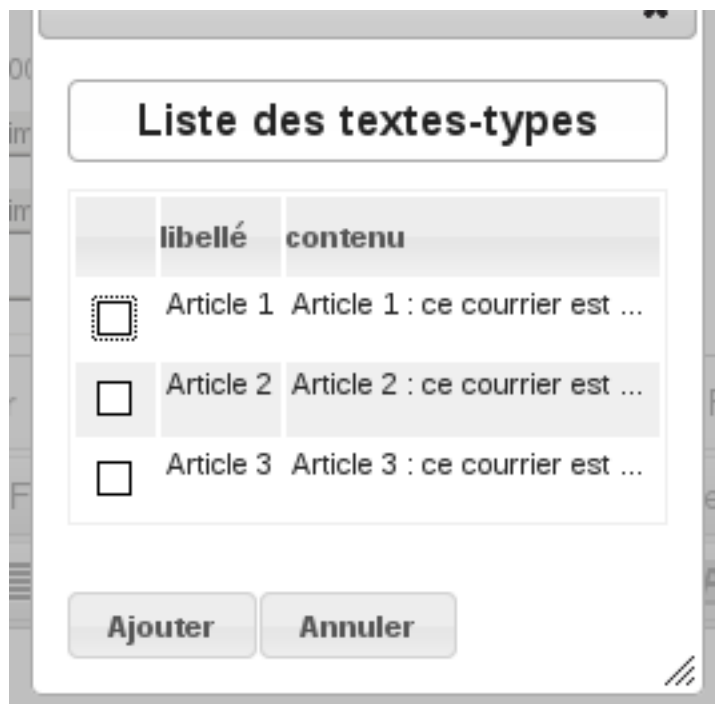 Liste des textes-types
libellé contenu
Article 1 Article 1 : ce courrier est ...
Article 2 Article 2 : ce courrier est ...
Article 3 Article 3 : ce courrier est ...
Ajouter Annuler